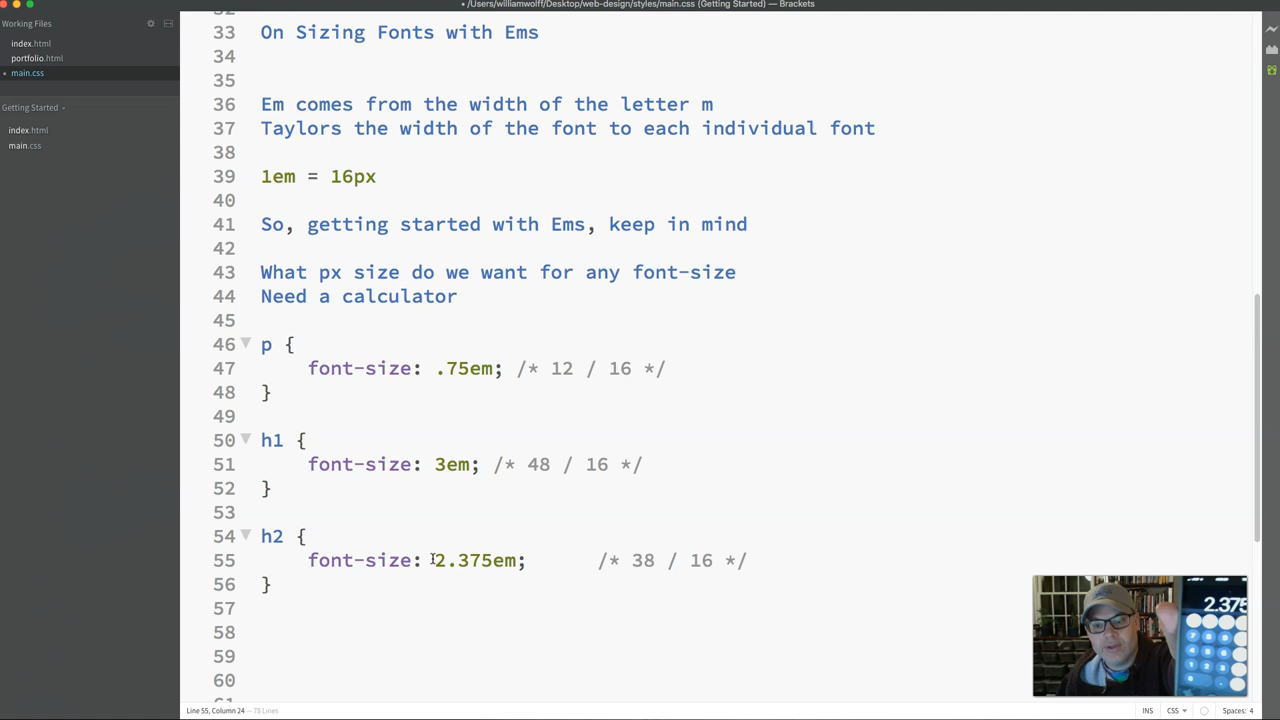 • /Users/williamwolff/Desktop/web-design/styles/main.css (Getting Started) — Brackets
Working Files
index.html
portfolio.html
• main.css
Getting Started
index.html
main.css
33 On Sizing Fonts with Ems
34
35
36 Em comes from the width of the letter m
37 Taylors the width of the font to each individual font
38
39 1em = 16px
40
41 So, getting started with Ems, keep in mind
42
43 What px size do we want for any font-size
44 Need a calculator
45
46 p {
47 font-size: .75em; /* 12 / 16 */
48 }
49
50 h1 {
51 font-size: 3em; /* 48 / 16 */
52 }
53
54 h2 {
55 font-size: 2.375em; /* 38 / 16 */
56 }
57
58
59
60
2.375
Line 55, Column 24 — 78 Lines
INS CSS Spaces: 4